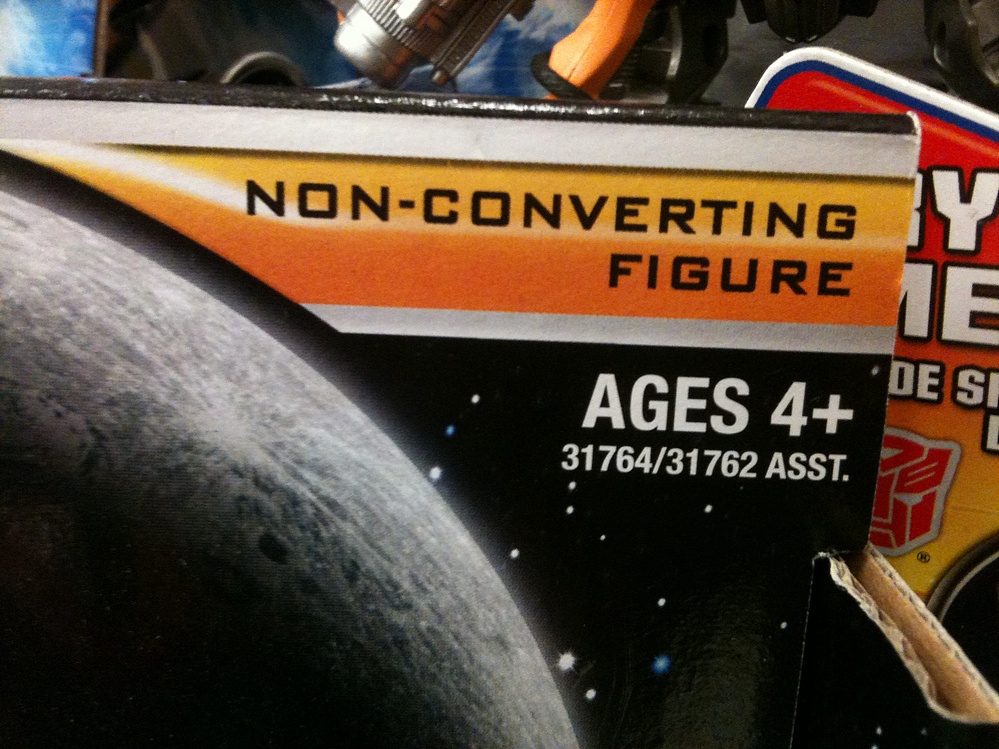 NON-CONVERTING
FIGURE
AGES 4+
31764/31762 ASST.
®